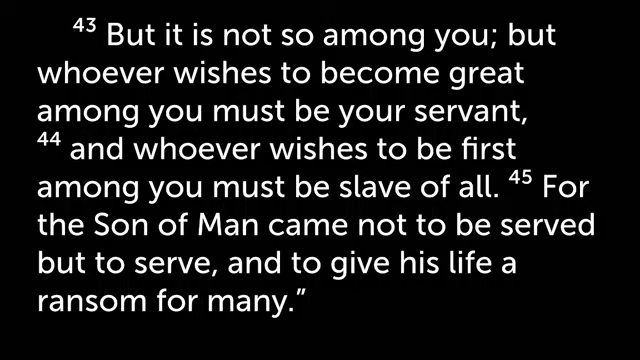 43 But it is not so among you; but
whoever wishes to become great
among you must be your servant,
44 and whoever wishes to be first
among you must be slave of all. 45 For
the Son of Man came not to be served
but to serve, and to give his life a
ransom for many.”